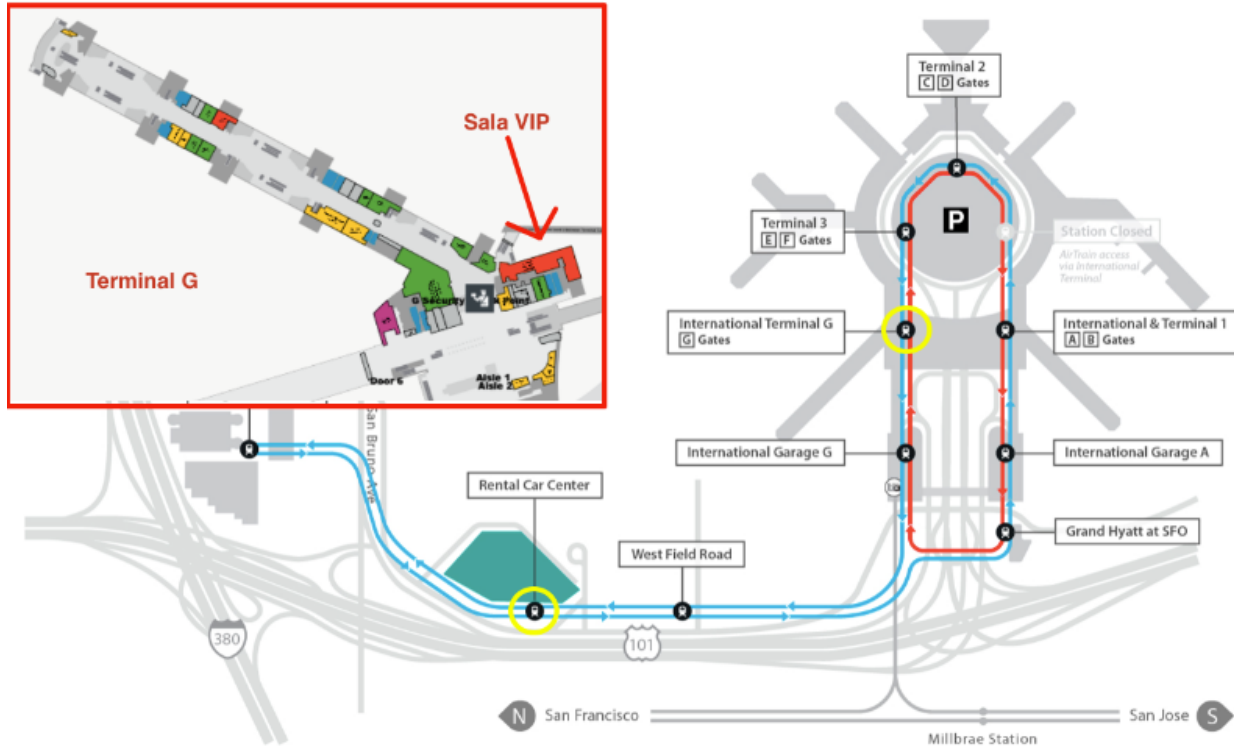 Sala VIP
Terminal G
Door 6
Aisle 1
Aisle 2
Terminal 2
C D Gates
Terminal 3
E F Gates
P
Station Closed
AirTrain access
via International
Terminal
International Terminal G
G Gates
International & Terminal 1
A B Gates
International Garage G
International Garage A
Grand Hyatt at SFO
San Bruno Ave
Rental Car Center
West Field Road
380
101
N San Francisco
San Jose S
Millbrae Station